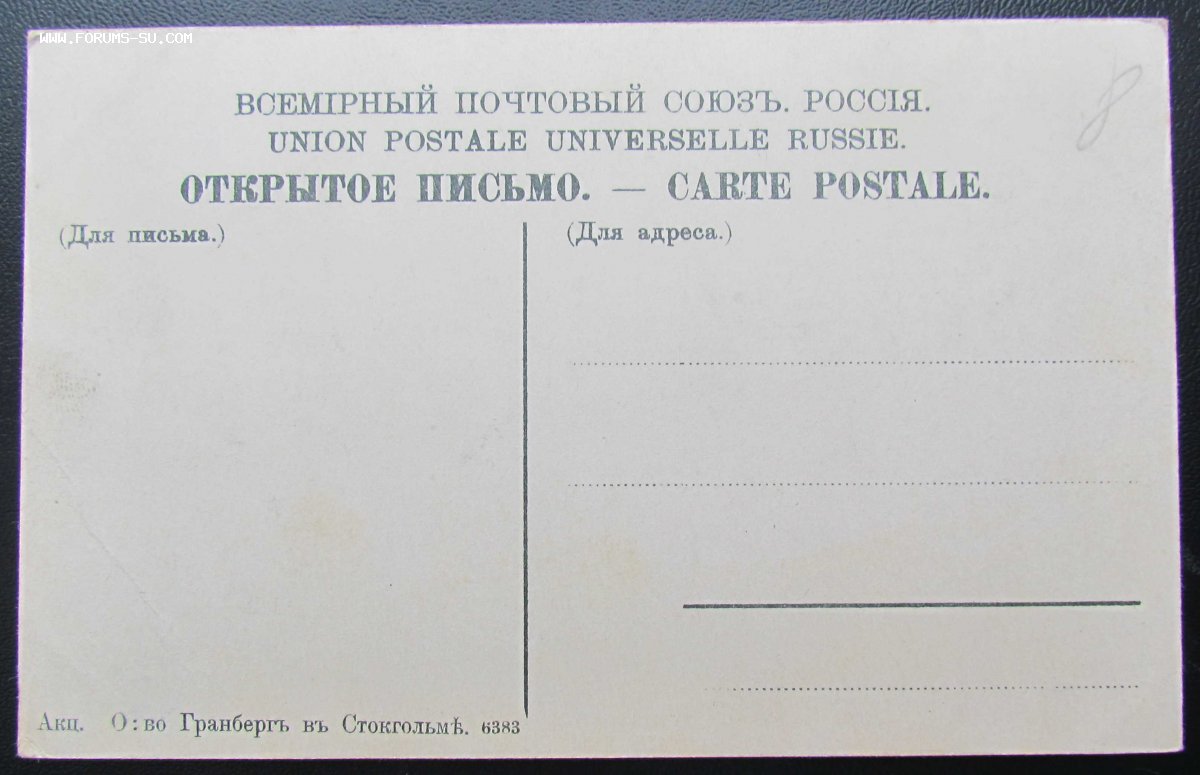 WWW.FORUMS-SU.COM
8
ВСЕМІРНЫЙ ПОЧТОВЫЙ СОЮЗЪ. РОССІЯ.
UNION POSTALE UNIVERSELLE RUSSIE.
ОТКРЫТОЕ ПИСЬМО. — CARTE POSTALE.
(Для письма.)
(Для адреса.)
Акц. О:во Гранбергъ въ Стокгольмѣ. 6383